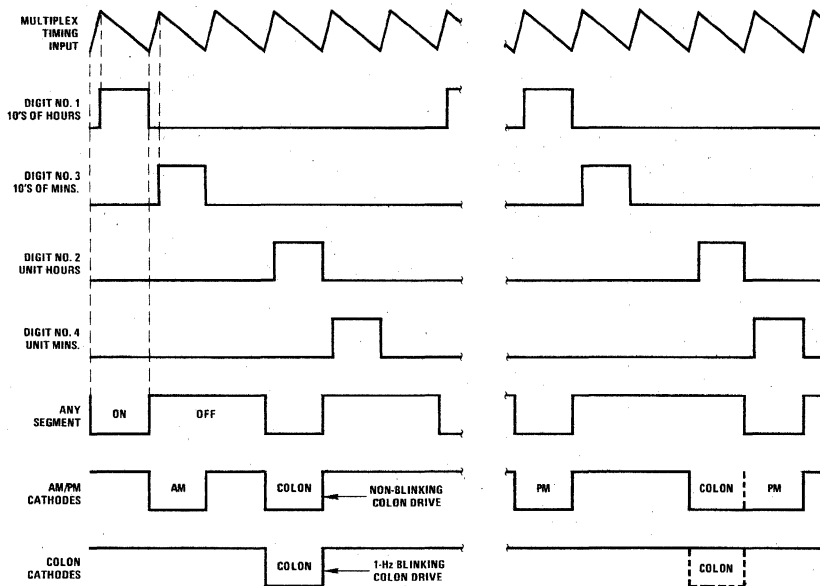 MULTIPLEX
TIMING
INPUT
DIGIT NO. 1
10'S OF HOURS
DIGIT NO. 3
10'S OF MINS.
DIGIT NO. 2
UNIT HOURS
DIGIT NO. 4
UNIT MINS.
ANY
SEGMENT
ON
OFF
AM/PM
CATHODES
AM
COLON
NON-BLINKING
COLON DRIVE
PM
COLON
PM
COLON
CATHODES
COLON
1-Hz BLINKING
COLON DRIVE
COLON